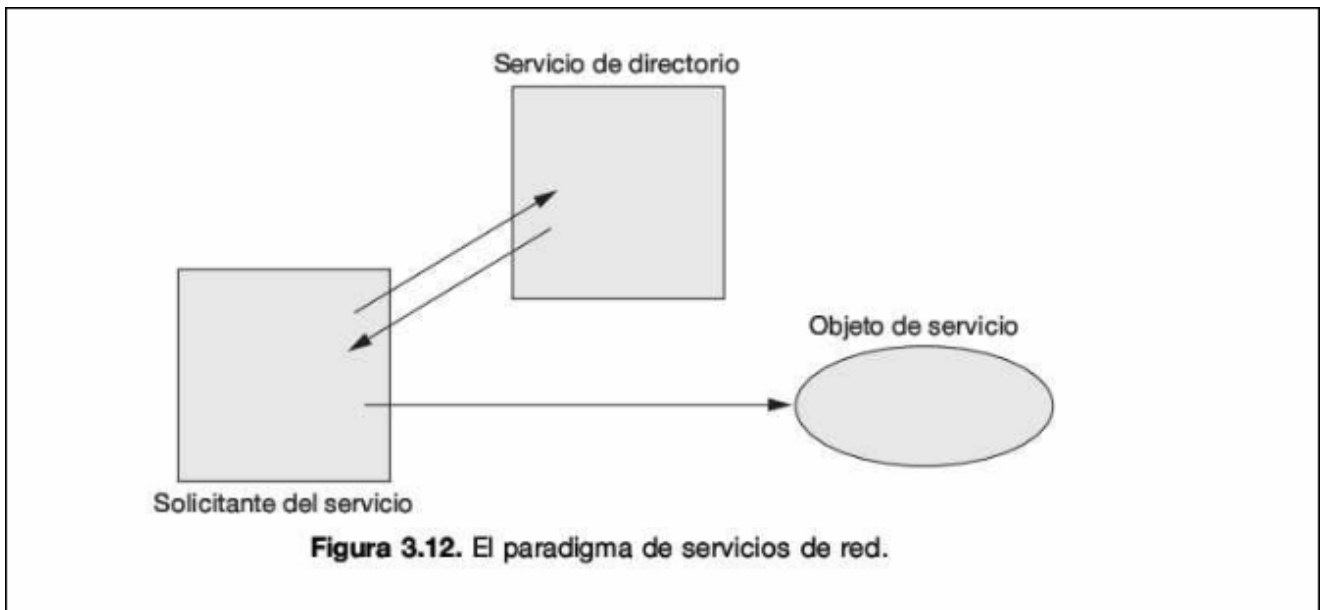 Servicio de directorio
Objeto de servicio
Solicitante del servicio
Figura 3.12. El paradigma de servicios de red.